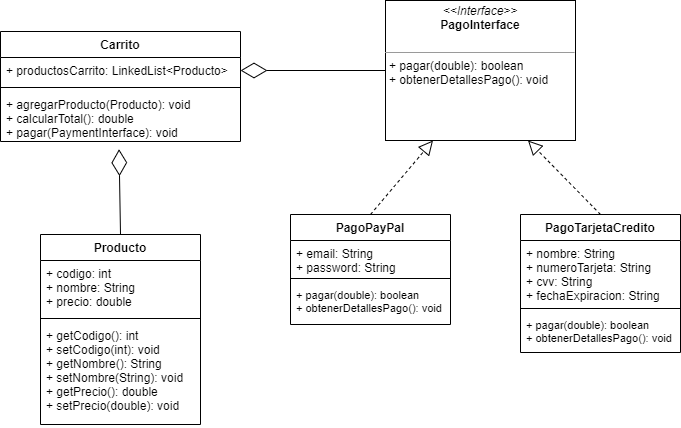 <<Interface>>
PagoInterface
+ pagar(double): boolean
+ obtenerDetallesPago(): void
Carrito
+ productosCarrito: LinkedList<Producto>
+ agregarProducto(Producto): void
+ calcularTotal(): double
+ pagar(PaymentInterface): void
Producto
+ codigo: int
+ nombre: String
+ precio: double
+ getCodigo(): int
+ setCodigo(int): void
+ getNombre(): String
+ setNombre(String): void
+ getPrecio(): double
+ setPrecio(double): void
PagoPayPal
+ email: String
+ password: String
+ pagar(double): boolean
+ obtenerDetallesPago(): void
PagoTarjetaCredito
+ nombre: String
+ numeroTarjeta: String
+ cvv: String
+ fechaExpiracion: String
+ pagar(double): boolean
+ obtenerDetallesPago(): void